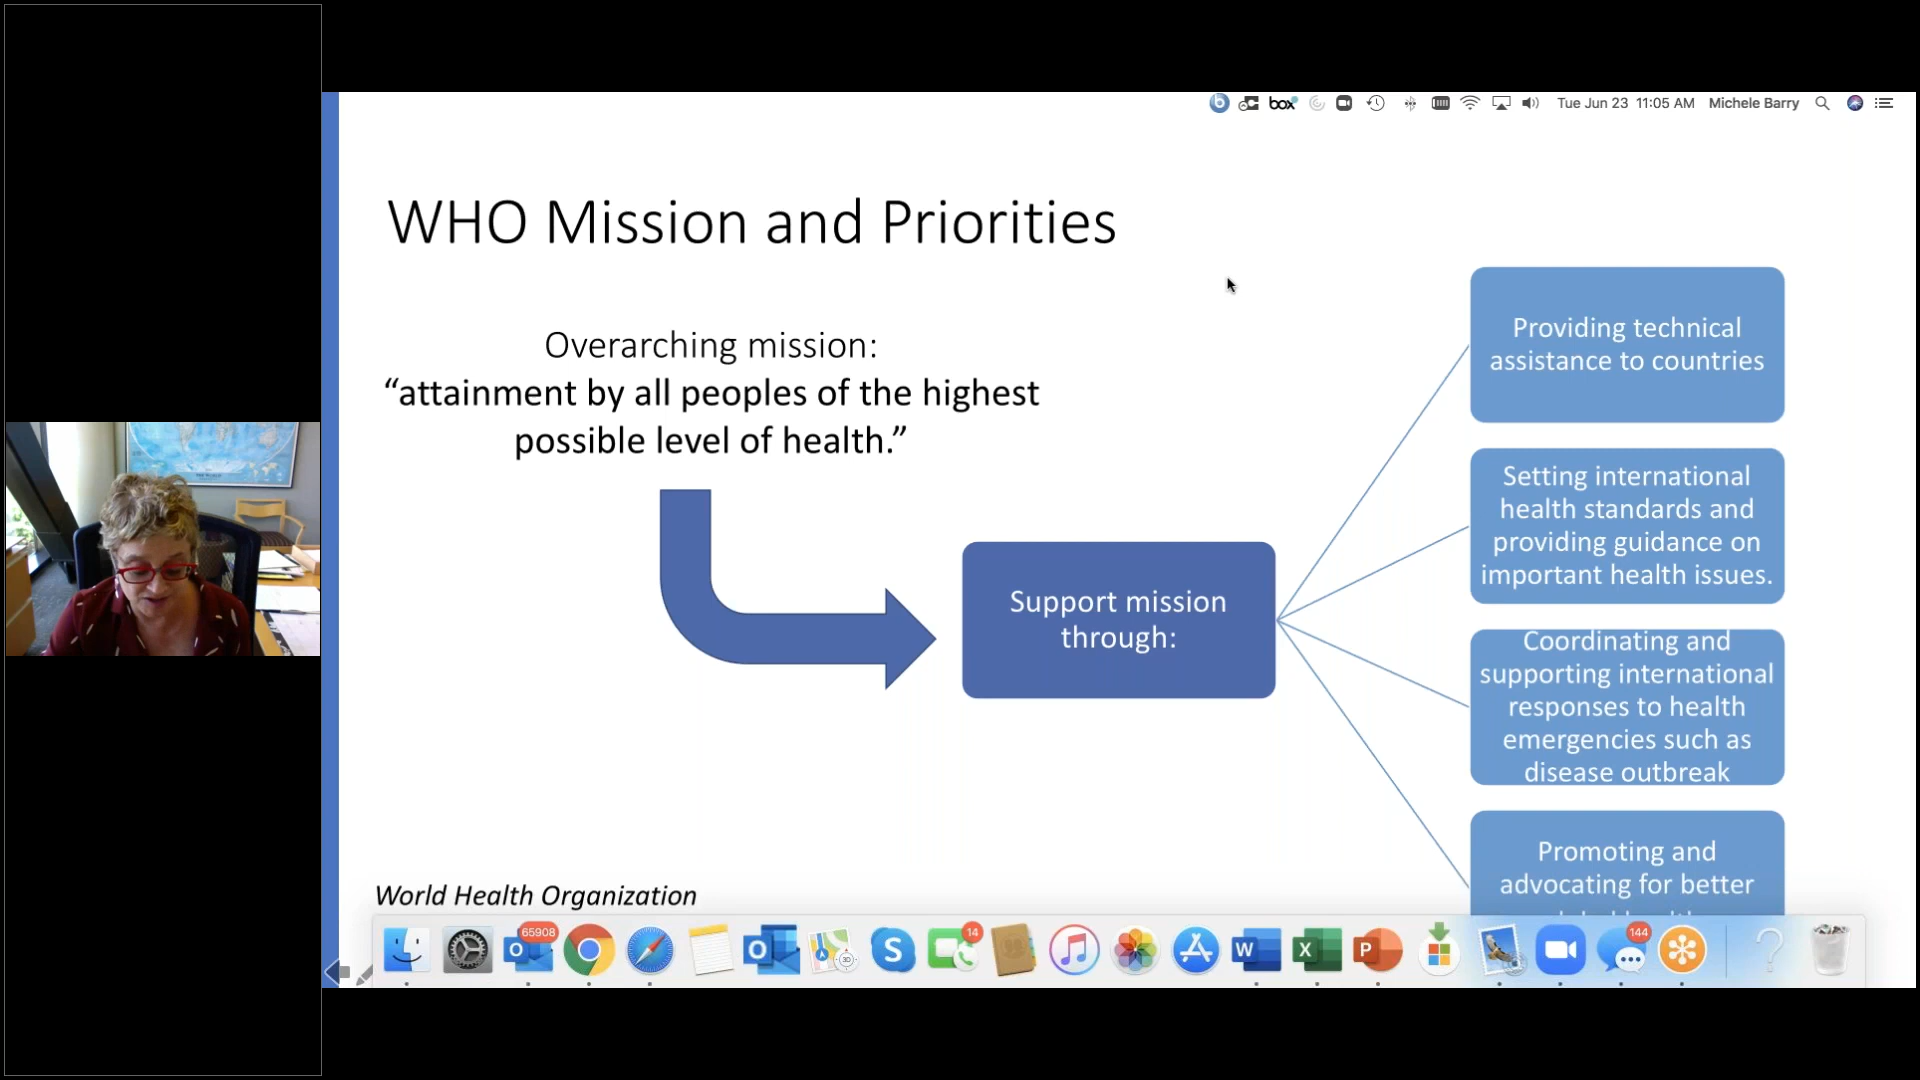 box
Tue Jun 23 11:05 AM Michele Barry
WHO Mission and Priorities
Overarching mission:
“attainment by all peoples of the highest
possible level of health.”
Support mission
through:
Providing technical
assistance to countries
Setting international
health standards and
providing guidance on
important health issues.
Coordinating and
supporting international
responses to health
emergencies such as
disease outbreak
Promoting and
advocating for better
World Health Organization
65908
14
144
3D
O
O
S
W
X
P
?